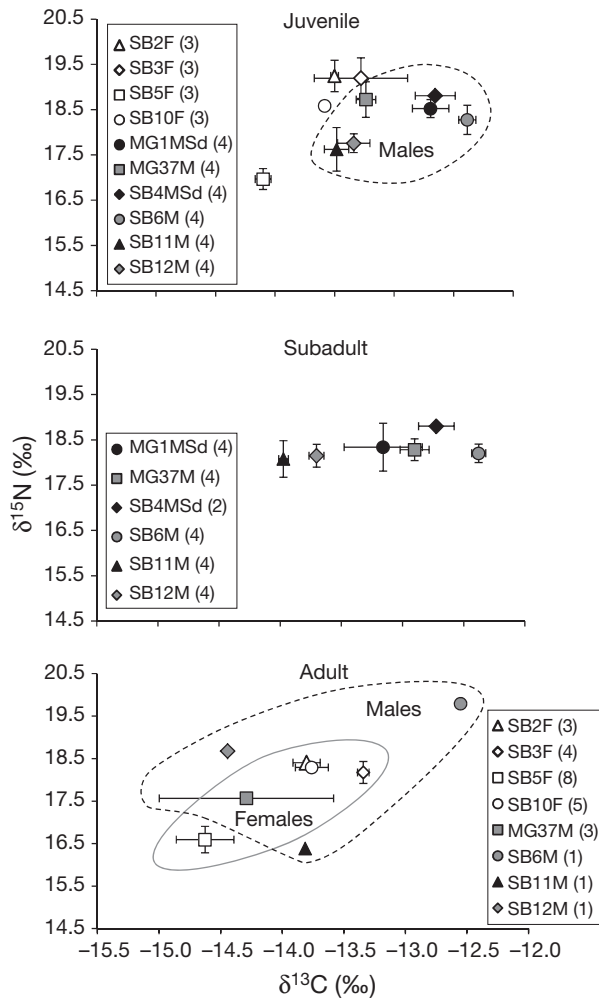 Juvenile
20.5
19.5
18.5
17.5
16.5
15.5
14.5
SB2F (3)
SB3F (3)
SB5F (3)
SB10F (3)
MG1MSd (4)
MG37M (4)
SB4MSd (4)
SB6M (4)
SB11M (4)
SB12M (4)
Males
Subadult
20.5
19.5
18.5
17.5
16.5
15.5
14.5
MG1MSd (4)
MG37M (4)
SB4MSd (2)
SB6M (4)
SB11M (4)
SB12M (4)
δ15N (‰)
Adult
20.5
19.5
18.5
17.5
16.5
15.5
14.5
Males
Females
SB2F (3)
SB3F (4)
SB5F (8)
SB10F (5)
MG37M (3)
SB6M (1)
SB11M (1)
SB12M (1)
–15.5 –15.0 –14.5 –14.0 –13.5 –13.0 –12.5 –12.0
δ13C (‰)